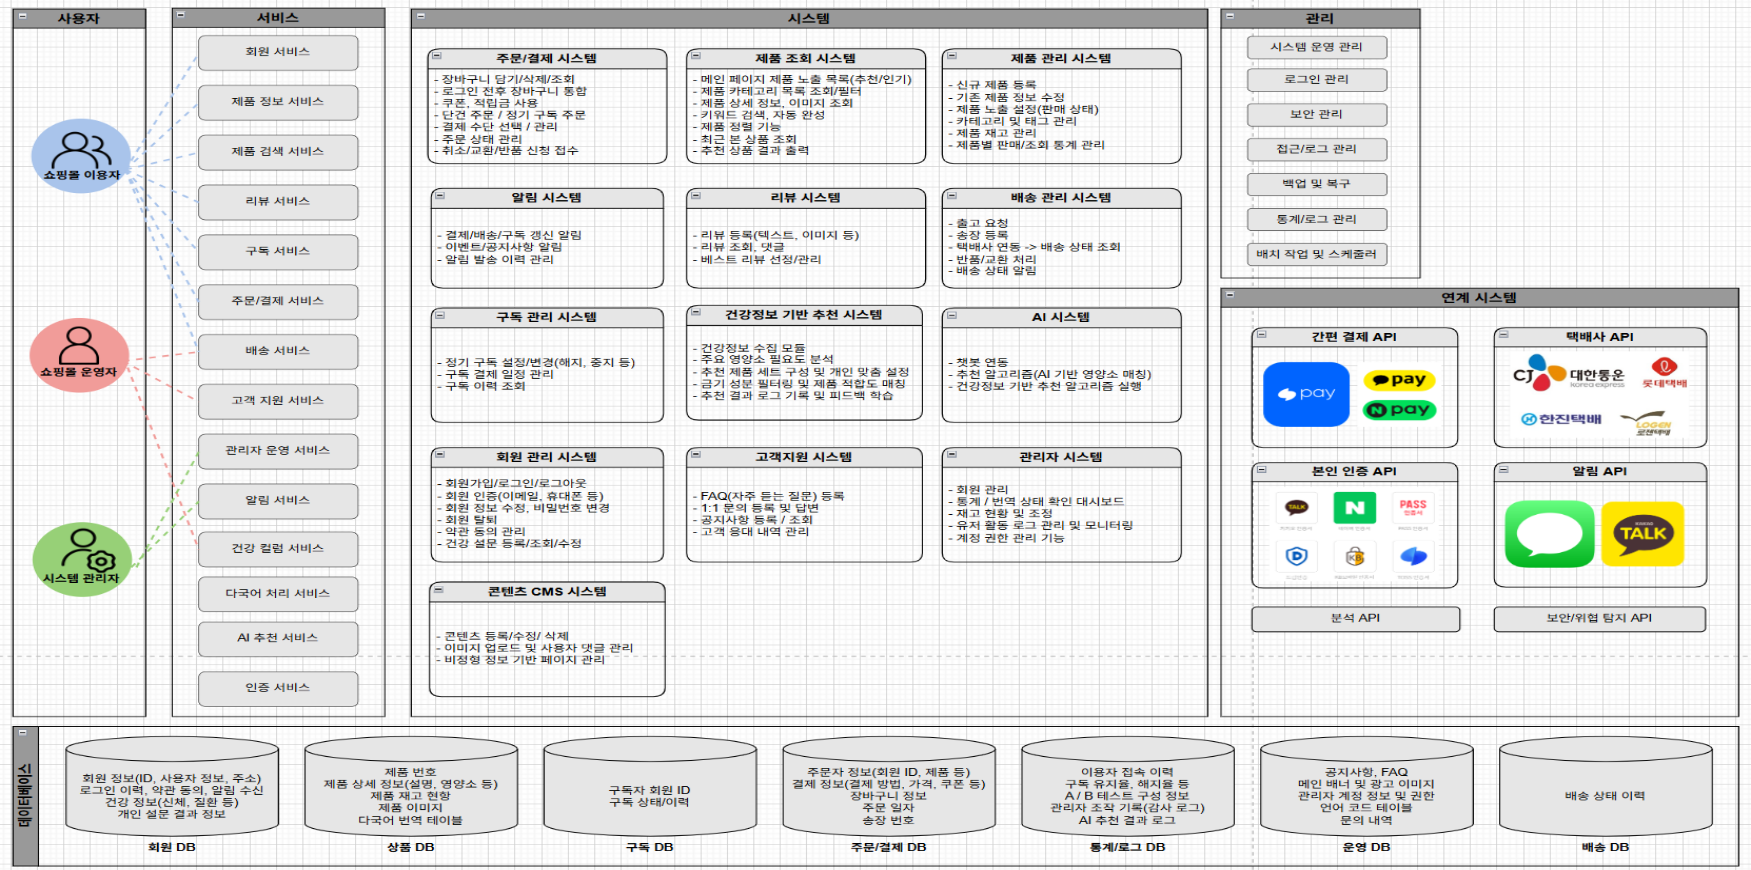 사용자
쇼핑몰 이용자
쇼핑몰 운영자
시스템 관리자
서비스
회원 서비스
제품 정보 서비스
제품 검색 서비스
리뷰 서비스
구독 서비스
주문/결제 서비스
배송 서비스
고객 지원 서비스
관리자 운영 서비스
알림 서비스
건강 컬럼 서비스
다국어 처리 서비스
AI 추천 서비스
인증 서비스
시스템
주문/결제 시스템
- 장바구니 담기/삭제/조회
- 로그인 전후 장바구니 통합
- 쿠폰, 적립금 사용
- 단건 주문 / 정기 구독 주문
- 결제 수단 선택 / 관리
- 주문 상태 관리
- 취소/교환/반품 신청 접수
제품 조회 시스템
- 메인 페이지 제품 노출 목록(추천/인기)
- 제품 카테고리 목록 조회/필터
- 제품 상세 정보, 이미지 조회
- 키워드 검색, 자동 완성
- 제품 정렬 기능
- 최근 본 상품 조회
- 추천 상품 결과 출력
제품 관리 시스템
- 신규 제품 등록
- 기존 제품 정보 수정
- 제품 노출 설정(판매 상태)
- 카테고리 및 태그 관리
- 제품 재고 관리
- 제품별 판매/조회 통계 관리
알림 시스템
- 결제/배송/구독 갱신 알림
- 이벤트/공지사항 알림
- 알림 발송 이력 관리
리뷰 시스템
- 리뷰 등록(텍스트, 이미지 등)
- 리뷰 조회, 댓글
- 베스트 리뷰 선정/관리
배송 관리 시스템
- 출고 요청
- 송장 등록
- 택배사 연동 -> 배송 상태 조회
- 반품/교환 처리
- 배송 상태 알림
구독 관리 시스템
- 정기 구독 설정/변경(해지, 중지 등)
- 구독 결제 일정 관리
- 구독 이력 조회
건강정보 기반 추천 시스템
- 건강정보 수집 모듈
- 주요 영양소 필요도 분석
- 추천 제품 세트 구성 및 개인 맞춤 설정
- 금기 성분 필터링 및 제품 적합도 매칭
- 추천 결과 로그 기록 및 피드백 학습
AI 시스템
- 챗봇 연동
- 추천 알고리즘(AI 기반 영양소 매칭)
- 건강정보 기반 추천 알고리즘 실행
회원 관리 시스템
- 회원가입/로그인/로그아웃
- 회원 인증(이메일, 휴대폰 등)
- 회원 정보 수정, 비밀번호 변경
- 회원 탈퇴
- 약관 동의 관리
- 건강 설문 등록/조회/수정
고객지원 시스템
- FAQ(자주 듣는 질문) 등록
- 1:1 문의 등록 및 답변
- 공지사항 등록 / 조회
- 고객 응대 내역 관리
관리자 시스템
- 회원 관리
- 통계 / 번역 상태 확인 대시보드
- 재고 현황 및 조정
- 유저 활동 로그 관리 및 모니터링
- 계정 권한 관리 기능
콘텐츠 CMS 시스템
- 콘텐츠 등록/수정/ 삭제
- 이미지 업로드 및 사용자 댓글 관리
- 비정형 정보 기반 페이지 관리
관리
시스템 운영 관리
로그인 관리
보안 관리
접근/로그 관리
백업 및 복구
통계/로그 관리
배치 작업 및 스케줄러
연계 시스템
간편 결제 API
pay
pay
N pay
택배사 API
CJ 대한통운
korea express
롯데택배
한진택배
LOGEN
로젠택배
본인 인증 API
TALK
N
PASS
인증서
KB
알림 API
TALK
분석 API
보안/위협 탐지 API
데이터베이스
회원 정보(ID, 사용자 정보, 주소)
로그인 이력, 약관 동의, 알림 수신
건강 정보(신체, 질환 등)
개인 설문 결과 정보
회원 DB
제품 번호
제품 상세 정보(설명, 영양소 등)
제품 재고 현항
제품 이미지
다국어 번역 테이블
상품 DB
구독자 회원 ID
구독 상태/이력
구독 DB
주문자 정보(회원 ID, 제품 등)
결제 정보(결제 방법, 가격, 쿠폰 등)
장바구니 정보
주문 일자
송장 번호
주문/결제 DB
이용자 접속 이력
구독 유지율, 해지율 등
A / B 테스트 구성 정보
관리자 조작 기록(감사 로그)
AI 추천 결과 로그
통계/로그 DB
공지사항, FAQ
메인 배너 및 광고 이미지
관리자 계정 정보 및 권한
언어 코드 테이블
문의 내역
운영 DB
배송 상태 이력
배송 DB